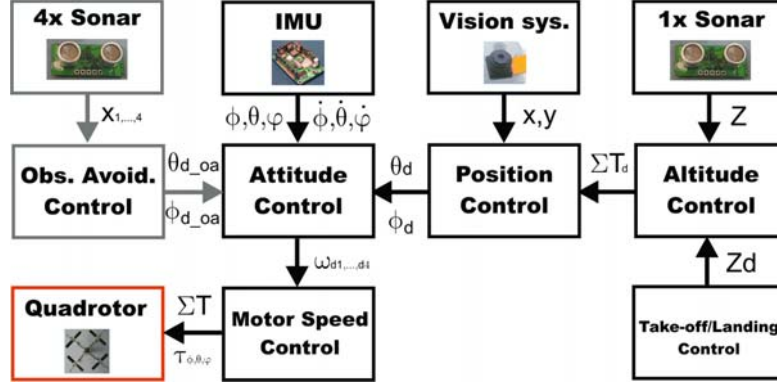 4x Sonar
IMU
Vision sys.
1x Sonar
x₁,...,₄
ϕ,θ,φ
ϕ̇,θ̇,φ̇
x,y
Z
Obs. Avoid.
Control
θd_oa
ϕd_oa
Attitude
Control
θd
ϕd
Position
Control
ΣTd
Altitude
Control
ωd1,...,d4
Zd
Quadrotor
ΣT
τϕ,θ,φ
Motor Speed
Control
Take-off/Landing
Control